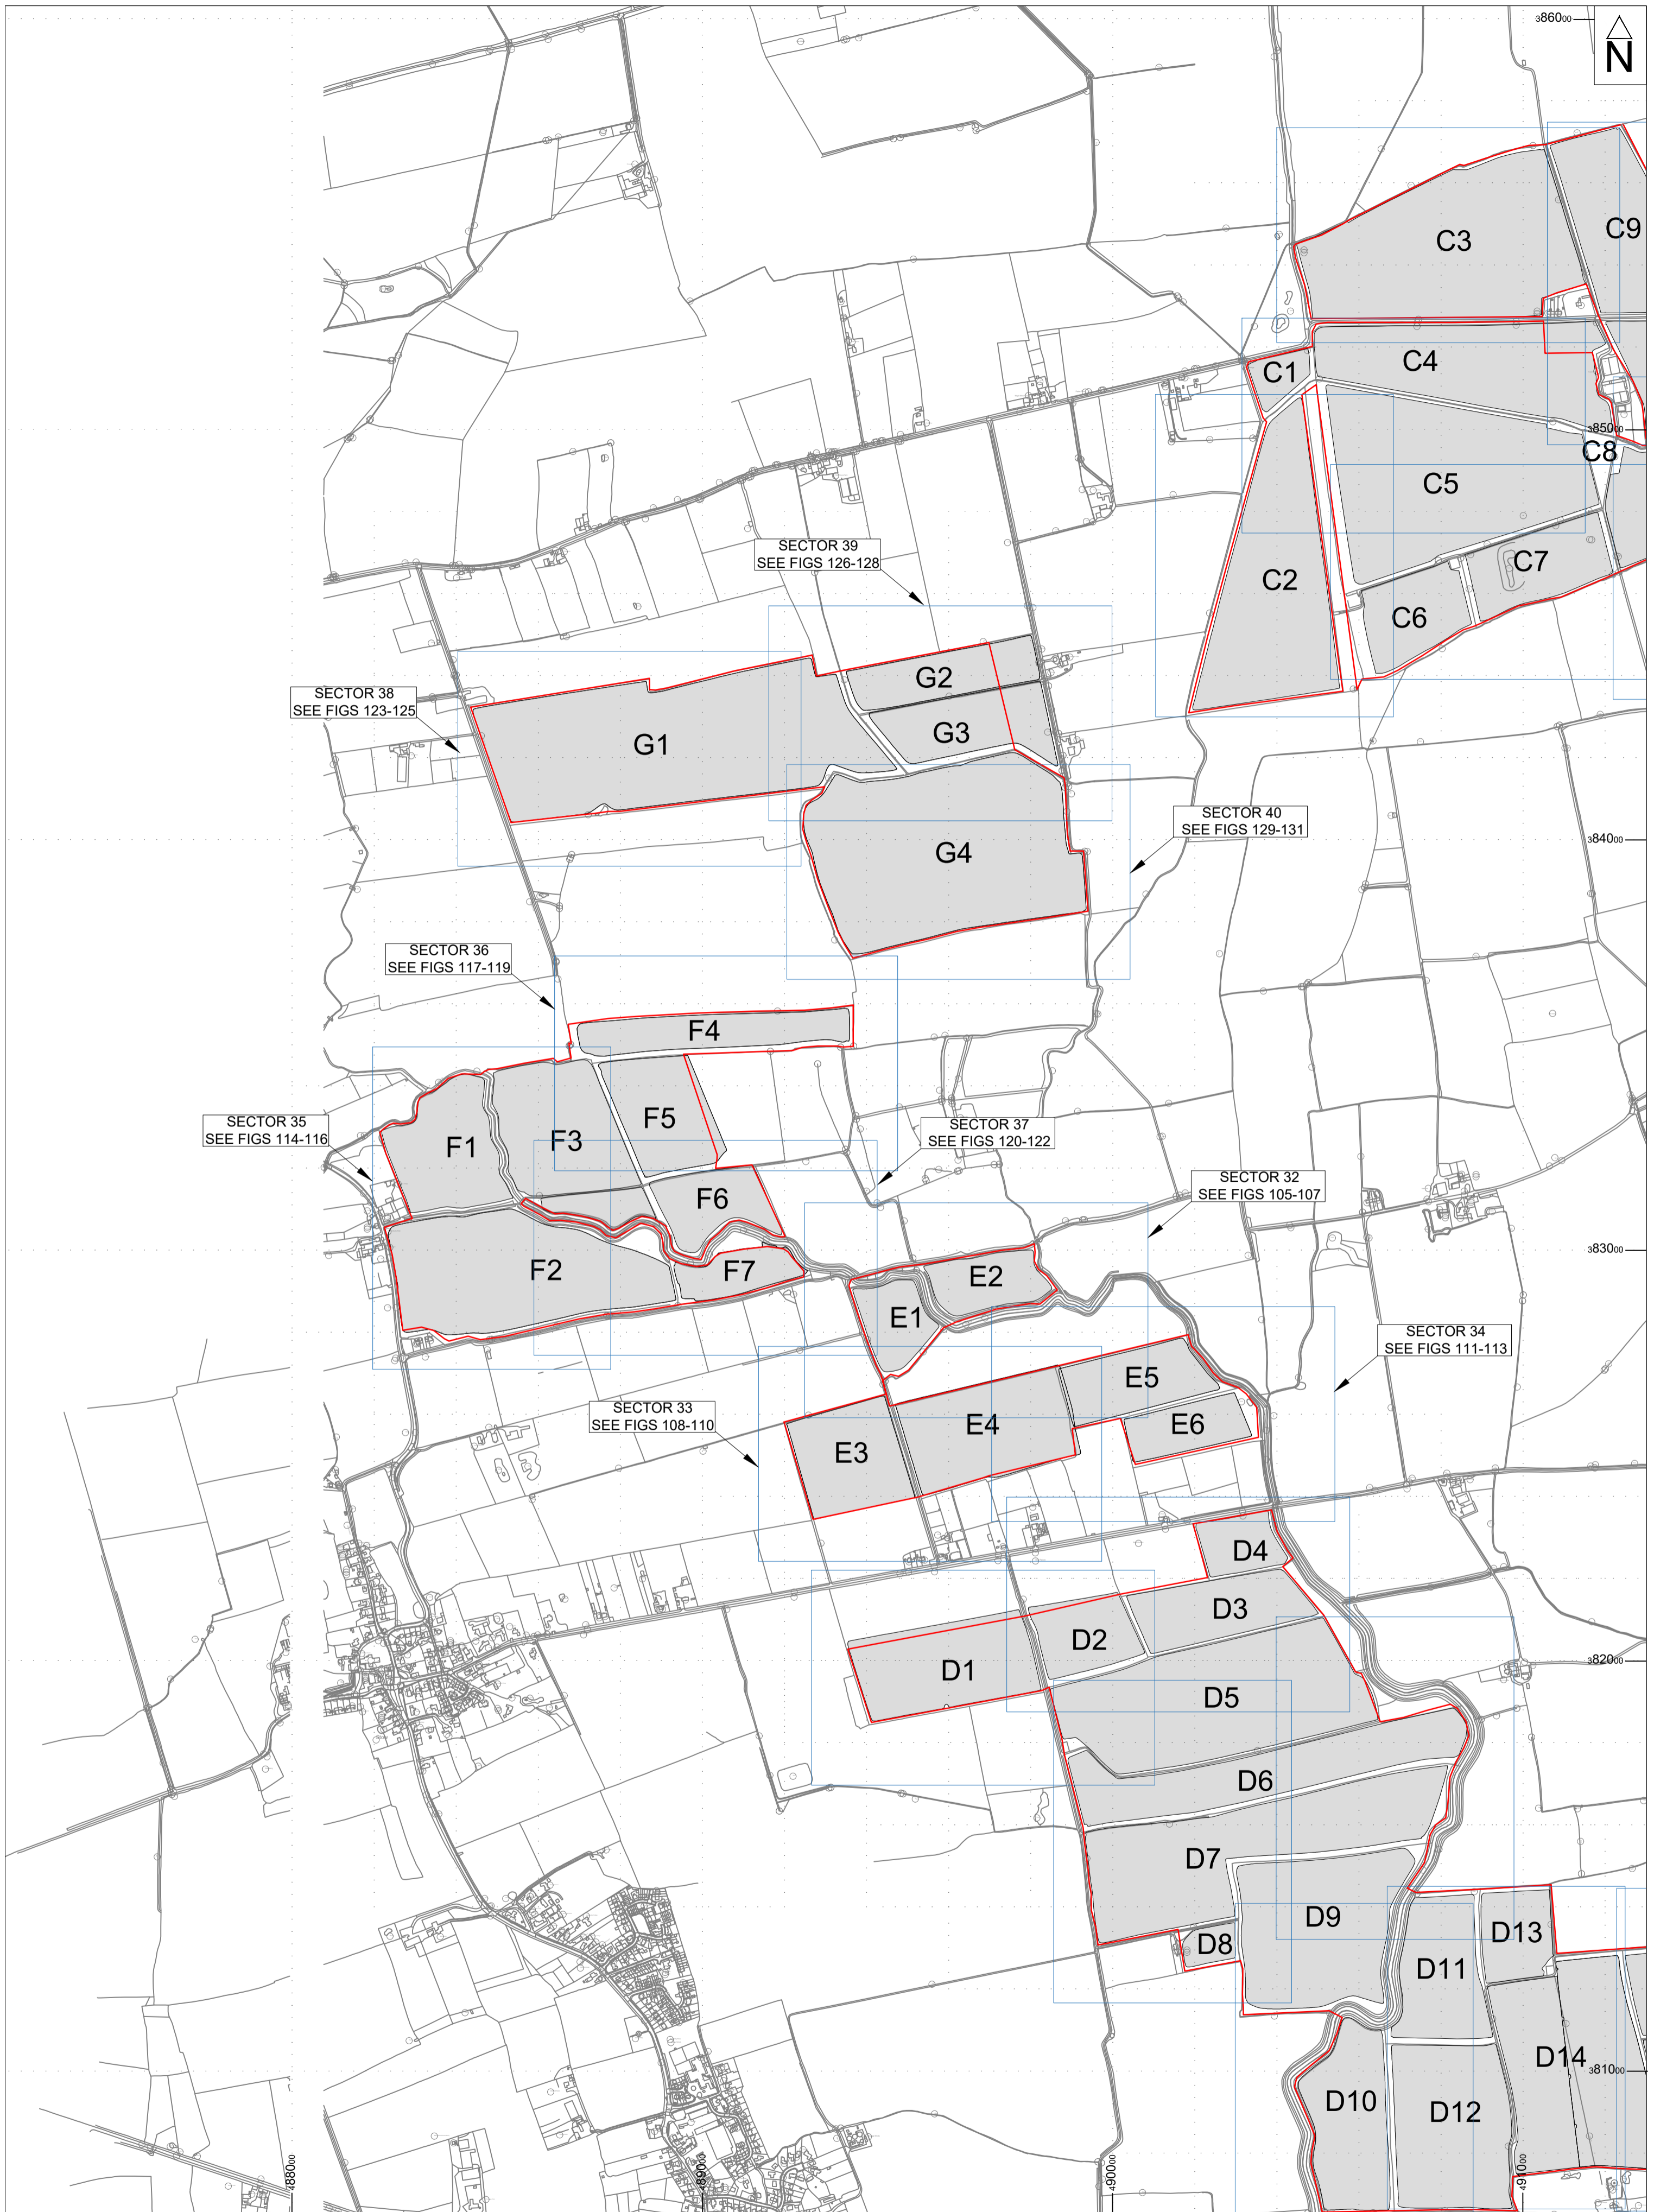 386000
N
C3
C9
C1
C4
385000
C8
C5
C7
C2
C6
SECTOR 39
SEE FIGS 126-128
G2
SECTOR 38
SEE FIGS 123-125
G3
G1
SECTOR 40
SEE FIGS 129-131
384000
G4
SECTOR 36
SEE FIGS 117-119
F4
SECTOR 35
SEE FIGS 114-116
F5
F1
F3
SECTOR 37
SEE FIGS 120-122
SECTOR 32
SEE FIGS 105-107
F6
383000
F2
F7
E2
E1
SECTOR 34
SEE FIGS 111-113
E5
SECTOR 33
SEE FIGS 108-110
E4
E6
E3
D4
D3
D2
382000
D1
D5
D6
D7
D9
D8
D13
D11
D14
381000
D10
D12
488000
489000
490000
491000